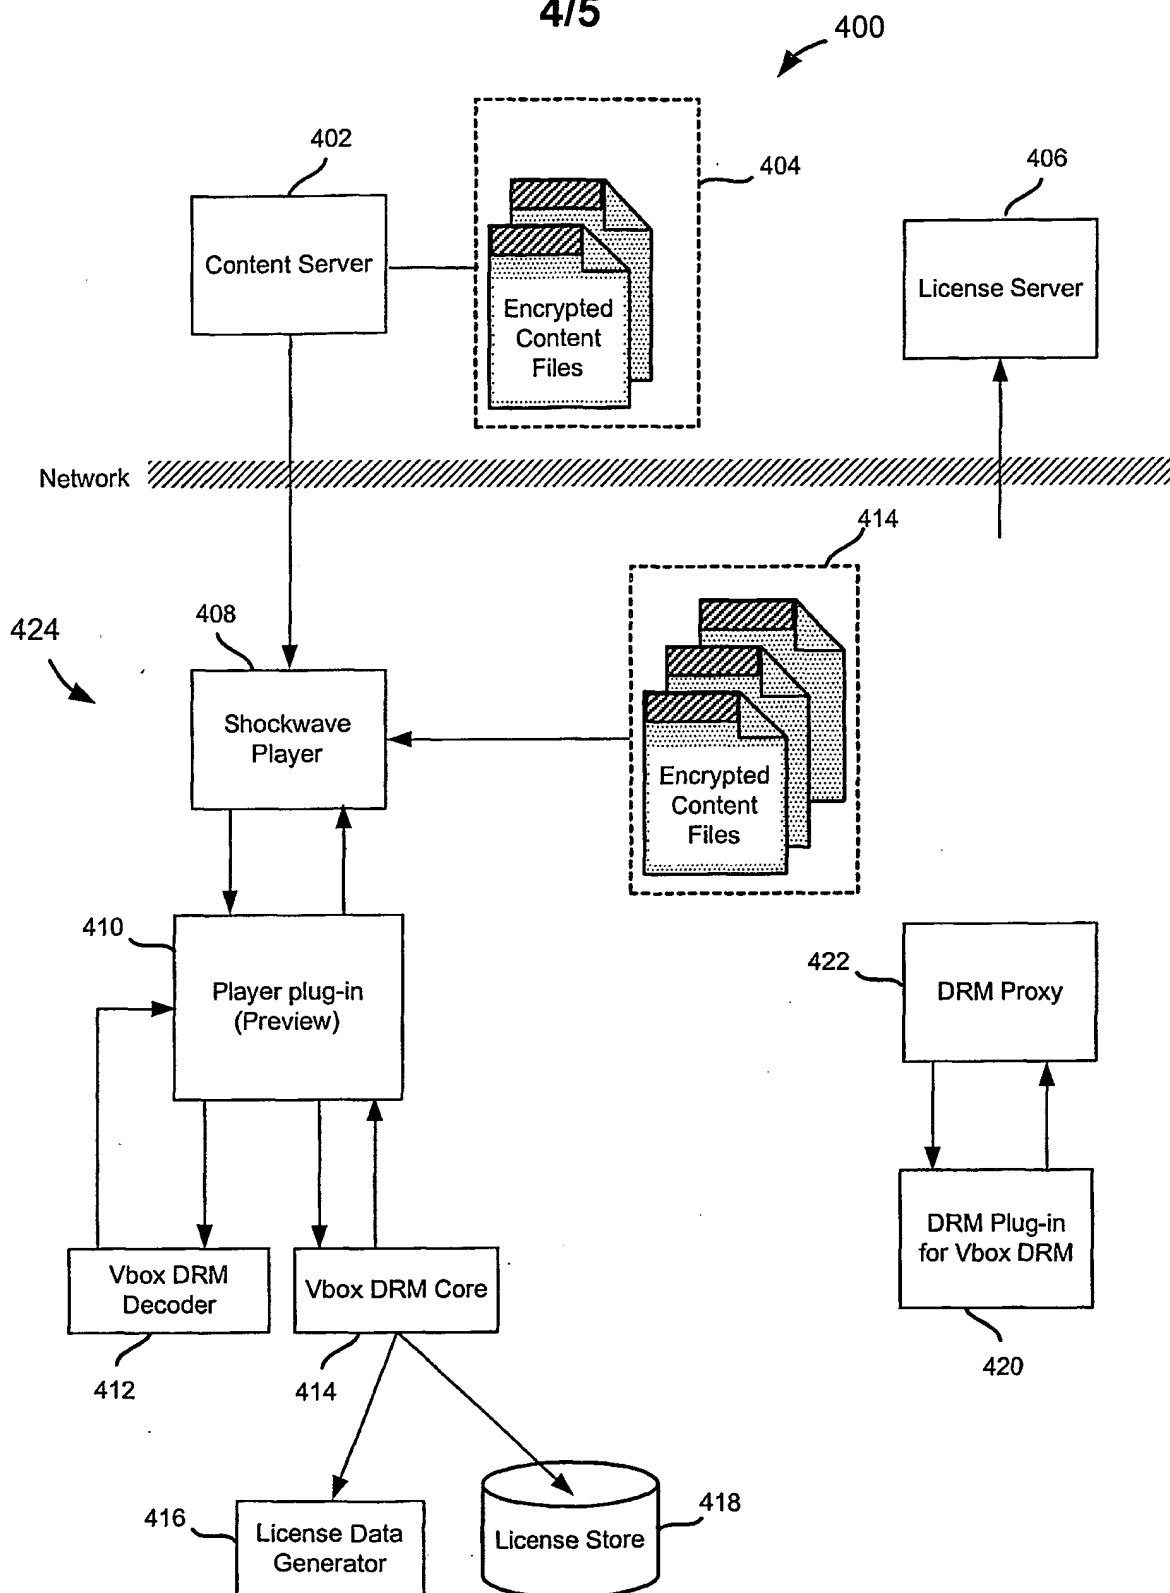 4/5
400
402
404
406
Content Server
Encrypted
Content
Files
License Server
Network
414
424
408
Shockwave
Player
Encrypted
Content
Files
410
Player plug-in
(Preview)
422
DRM Proxy
DRM Plug-in
for Vbox DRM
Vbox DRM
Decoder
Vbox DRM Core
420
412
414
416
License Data
Generator
License Store
418